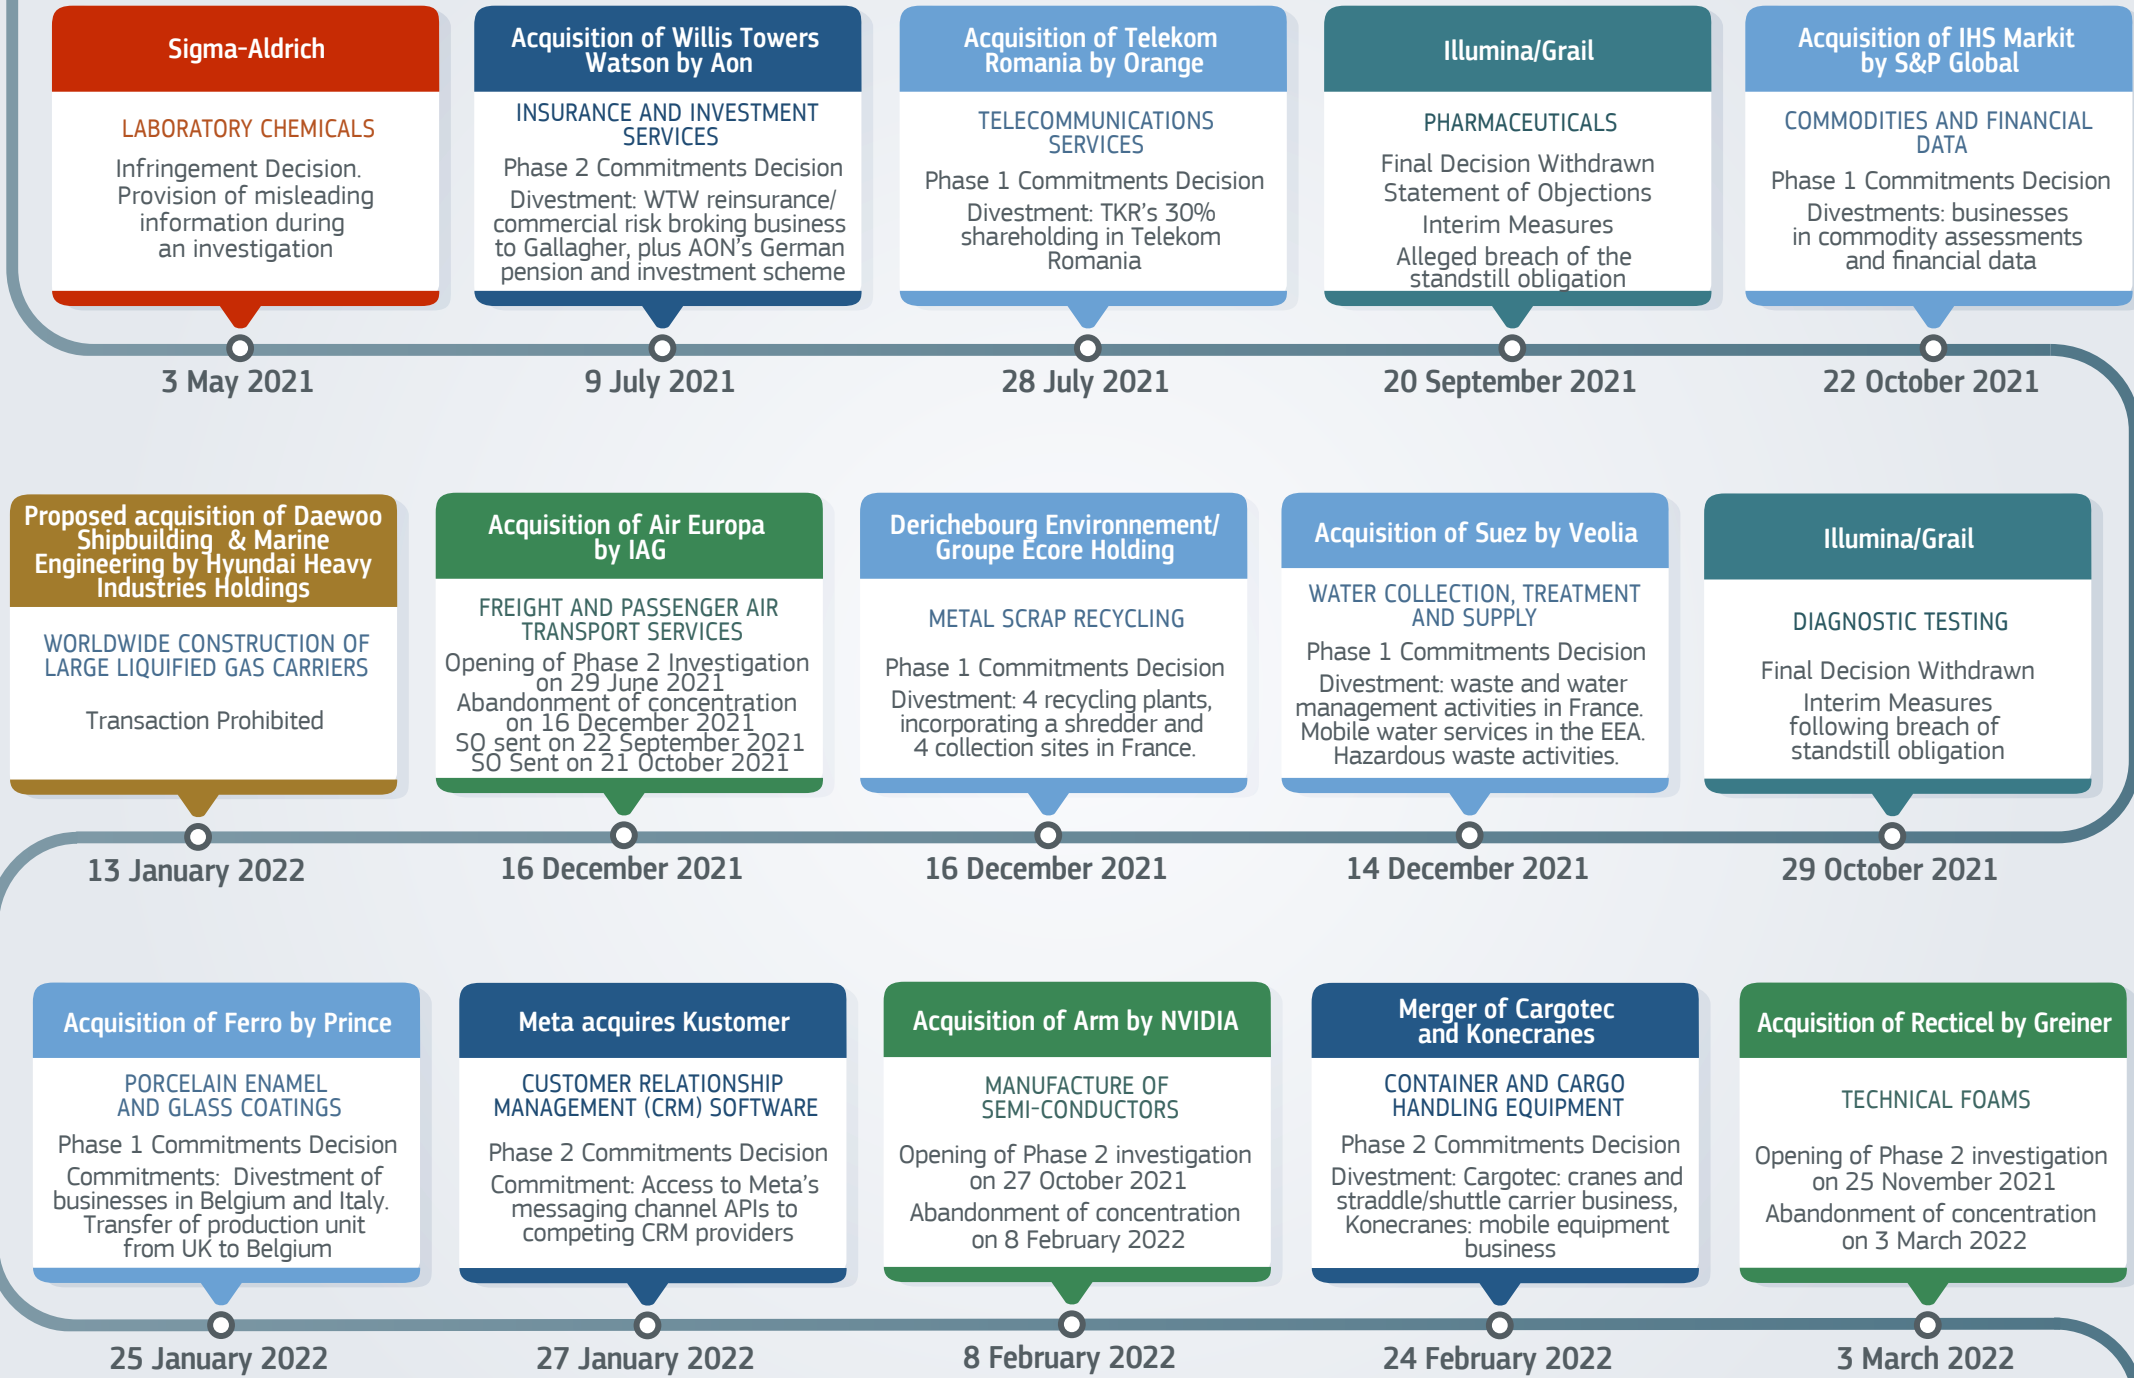 Sigma-Aldrich
LABORATORY CHEMICALS
Infringement Decision.
Provision of misleading
information during
an investigation
3 May 2021
Acquisition of Willis Towers
Watson by Aon
INSURANCE AND INVESTMENT
SERVICES
Phase 2 Commitments Decision
Divestment: WTW reinsurance/
commercial risk broking business
to Gallagher, plus AON's German
pension and investment scheme
9 July 2021
Acquisition of Telekom
Romania by Orange
TELECOMMUNICATIONS
SERVICES
Phase 1 Commitments Decision
Divestment: TKR's 30%
shareholding in Telekom
Romania
28 July 2021
Illumina/Grail
PHARMACEUTICALS
Final Decision Withdrawn
Statement of Objections
Interim Measures
Alleged breach of the
standstill obligation
20 September 2021
Acquisition of IHS Markit
by S&P Global
COMMODITIES AND FINANCIAL
DATA
Phase 1 Commitments Decision
Divestments: businesses
in commodity assessments
and financial data
22 October 2021
Proposed acquisition of Daewoo
Shipbuilding & Marine
Engineering by Hyundai Heavy
Industries Holdings
WORLDWIDE CONSTRUCTION OF
LARGE LIQUIFIED GAS CARRIERS
Transaction Prohibited
13 January 2022
Acquisition of Air Europa
by IAG
FREIGHT AND PASSENGER AIR
TRANSPORT SERVICES
Opening of Phase 2 Investigation
on 29 June 2021
Abandonment of concentration
on 16 December 2021
SO sent on 22 September 2021
SO Sent on 21 October 2021
16 December 2021
Derichebourg Environnement/
Groupe Ecore Holding
METAL SCRAP RECYCLING
Phase 1 Commitments Decision
Divestment: 4 recycling plants,
incorporating a shredder and
4 collection sites in France.
16 December 2021
Acquisition of Suez by Veolia
WATER COLLECTION, TREATMENT
AND SUPPLY
Phase 1 Commitments Decision
Divestment: waste and water
management activities in France.
Mobile water services in the EEA.
Hazardous waste activities.
14 December 2021
Illumina/Grail
DIAGNOSTIC TESTING
Final Decision Withdrawn
Interim Measures
following breach of
standstill obligation
29 October 2021
Acquisition of Ferro by Prince
PORCELAIN ENAMEL
AND GLASS COATINGS
Phase 1 Commitments Decision
Commitments: Divestment of
businesses in Belgium and Italy.
Transfer of production unit
from UK to Belgium
25 January 2022
Meta acquires Kustomer
CUSTOMER RELATIONSHIP
MANAGEMENT (CRM) SOFTWARE
Phase 2 Commitments Decision
Commitment: Access to Meta's
messaging channel APIs to
competing CRM providers
27 January 2022
Acquisition of Arm by NVIDIA
MANUFACTURE OF
SEMI-CONDUCTORS
Opening of Phase 2 investigation
on 27 October 2021
Abandonment of concentration
on 8 February 2022
8 February 2022
Merger of Cargotec
and Konecranes
CONTAINER AND CARGO
HANDLING EQUIPMENT
Phase 2 Commitments Decision
Divestment: Cargotec: cranes and
straddle/shuttle carrier business,
Konecranes: mobile equipment
business
24 February 2022
Acquisition of Recticel by Greiner
TECHNICAL FOAMS
Opening of Phase 2 investigation
on 25 November 2021
Abandonment of concentration
on 3 March 2022
3 March 2022